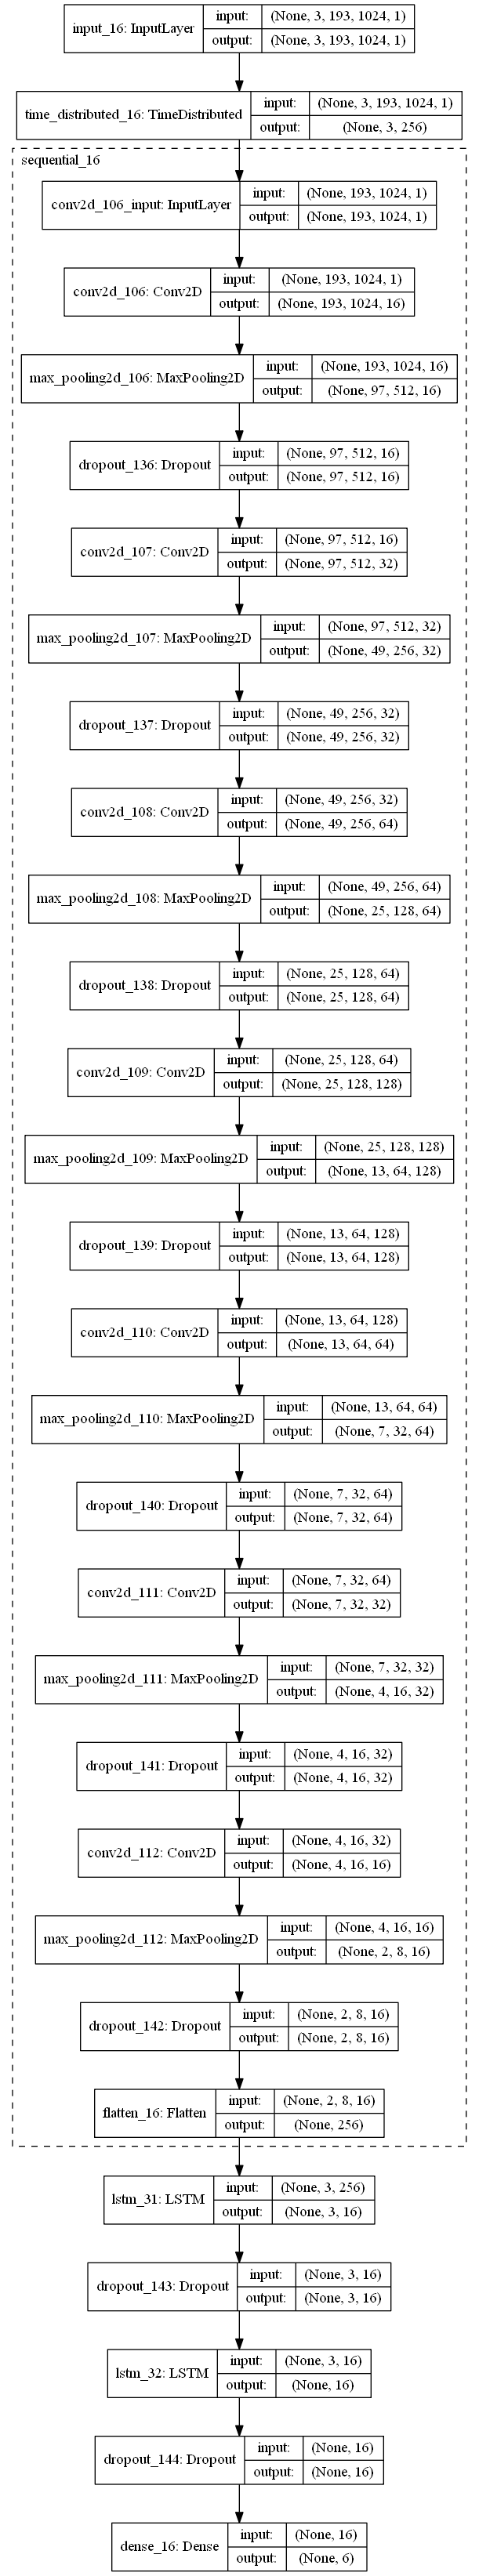 input_16: InputLayer
input: (None, 3, 193, 1024, 1)
output: (None, 3, 193, 1024, 1)
time_distributed_16: TimeDistributed
input: (None, 3, 193, 1024, 1)
output: (None, 3, 256)
sequential_16
conv2d_106_input: InputLayer
input: (None, 193, 1024, 1)
output: (None, 193, 1024, 1)
conv2d_106: Conv2D
input: (None, 193, 1024, 1)
output: (None, 193, 1024, 16)
max_pooling2d_106: MaxPooling2D
input: (None, 193, 1024, 16)
output: (None, 97, 512, 16)
dropout_136: Dropout
input: (None, 97, 512, 16)
output: (None, 97, 512, 16)
conv2d_107: Conv2D
input: (None, 97, 512, 16)
output: (None, 97, 512, 32)
max_pooling2d_107: MaxPooling2D
input: (None, 97, 512, 32)
output: (None, 49, 256, 32)
dropout_137: Dropout
input: (None, 49, 256, 32)
output: (None, 49, 256, 32)
conv2d_108: Conv2D
input: (None, 49, 256, 32)
output: (None, 49, 256, 64)
max_pooling2d_108: MaxPooling2D
input: (None, 49, 256, 64)
output: (None, 25, 128, 64)
dropout_138: Dropout
input: (None, 25, 128, 64)
output: (None, 25, 128, 64)
conv2d_109: Conv2D
input: (None, 25, 128, 64)
output: (None, 25, 128, 128)
max_pooling2d_109: MaxPooling2D
input: (None, 25, 128, 128)
output: (None, 13, 64, 128)
dropout_139: Dropout
input: (None, 13, 64, 128)
output: (None, 13, 64, 128)
conv2d_110: Conv2D
input: (None, 13, 64, 128)
output: (None, 13, 64, 64)
max_pooling2d_110: MaxPooling2D
input: (None, 13, 64, 64)
output: (None, 7, 32, 64)
dropout_140: Dropout
input: (None, 7, 32, 64)
output: (None, 7, 32, 64)
conv2d_111: Conv2D
input: (None, 7, 32, 64)
output: (None, 7, 32, 32)
max_pooling2d_111: MaxPooling2D
input: (None, 7, 32, 32)
output: (None, 4, 16, 32)
dropout_141: Dropout
input: (None, 4, 16, 32)
output: (None, 4, 16, 32)
conv2d_112: Conv2D
input: (None, 4, 16, 32)
output: (None, 4, 16, 16)
max_pooling2d_112: MaxPooling2D
input: (None, 4, 16, 16)
output: (None, 2, 8, 16)
dropout_142: Dropout
input: (None, 2, 8, 16)
output: (None, 2, 8, 16)
flatten_16: Flatten
input: (None, 2, 8, 16)
output: (None, 256)
lstm_31: LSTM
input: (None, 3, 256)
output: (None, 3, 16)
dropout_143: Dropout
input: (None, 3, 16)
output: (None, 3, 16)
lstm_32: LSTM
input: (None, 3, 16)
output: (None, 16)
dropout_144: Dropout
input: (None, 16)
output: (None, 16)
dense_16: Dense
input: (None, 16)
output: (None, 6)